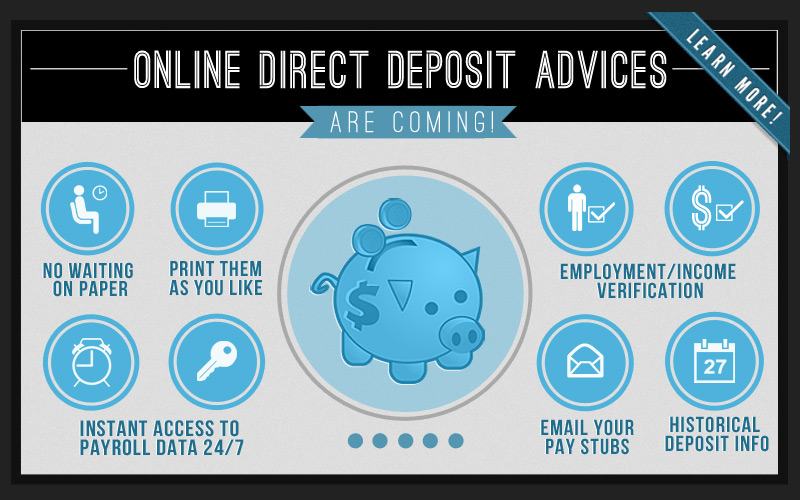 ONLINE DIRECT DEPOSIT ADVICES
LEARN MORE!
ARE COMING!
NO WAITING
ON PAPER
PRINT THEM
AS YOU LIKE
$
$
EMPLOYMENT/INCOME
VERIFICATION
INSTANT ACCESS TO
PAYROLL DATA 24/7
EMAIL YOUR
PAY STUBS
27
HISTORICAL
DEPOSIT INFO